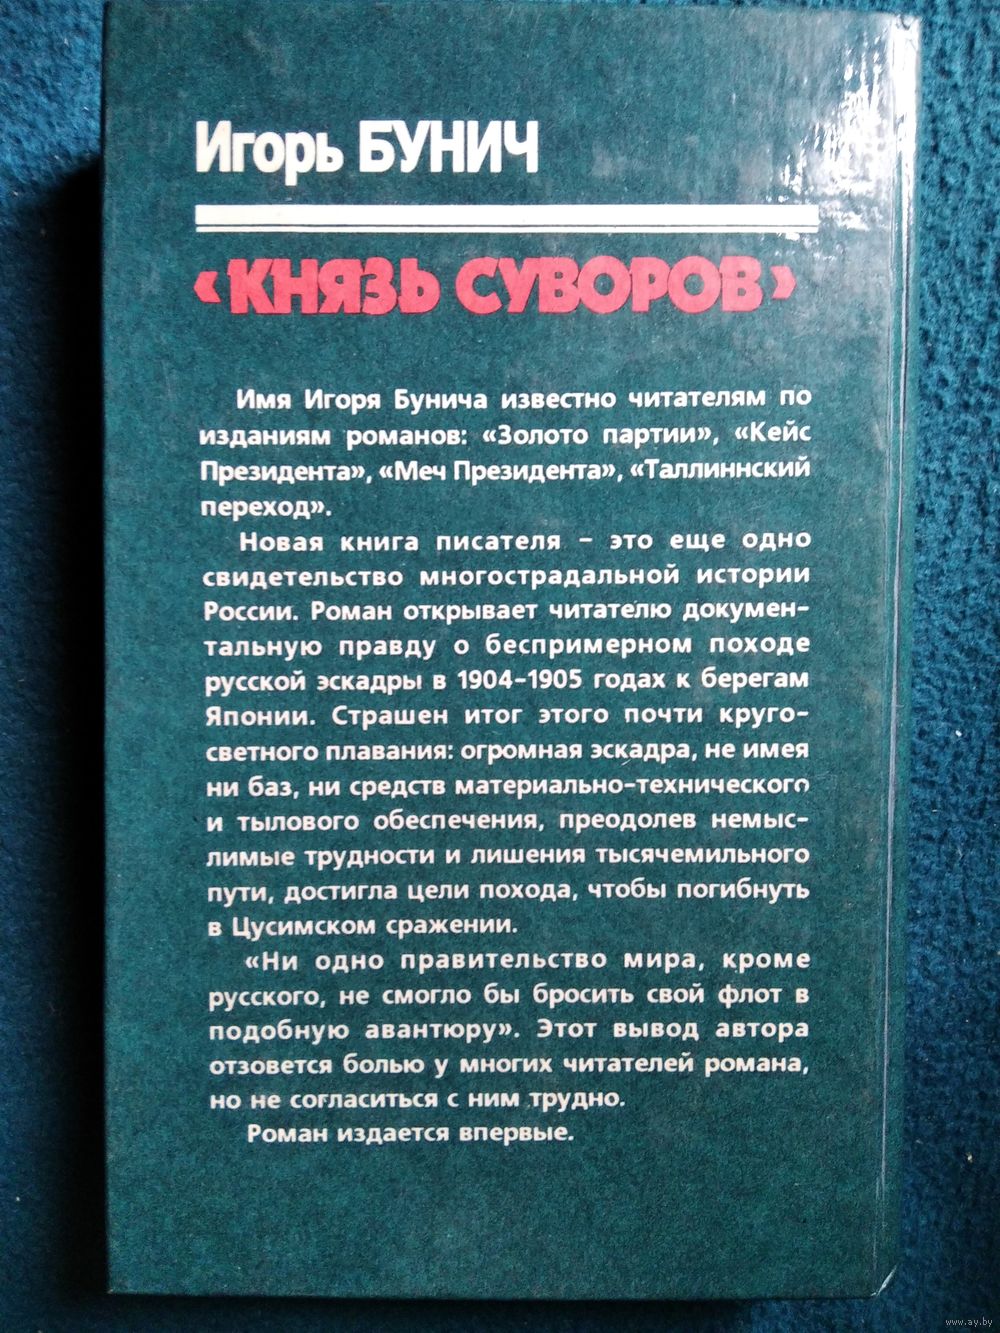 Игорь БУНИЧ
«КНЯЗЬ СУВОРОВ»
Имя Игоря Бунича известно читателям по
изданиям романов: «Золото партии», «Кейс
Президента», «Меч Президента», «Таллиннский
переход».
Новая книга писателя – это еще одно
свидетельство многострадальной истории
России. Роман открывает читателю докумен-
тальную правду о беспримерном походе
русской эскадры в 1904–1905 годах к берегам
Японии. Страшен итог этого почти круго-
светного плавания: огромная эскадра, не имея
ни баз, ни средств материально-технического
и тылового обеспечения, преодолев немыс-
лимые трудности и лишения тысячемильного
пути, достигла цели похода, чтобы погибнуть
в Цусимском сражении.
«Ни одно правительство мира, кроме
русского, не смогло бы бросить свой флот в
подобную авантюру». Этот вывод автора
отзовется болью у многих читателей романа,
но не согласиться с ним трудно.
Роман издается впервые.
www.ay.by